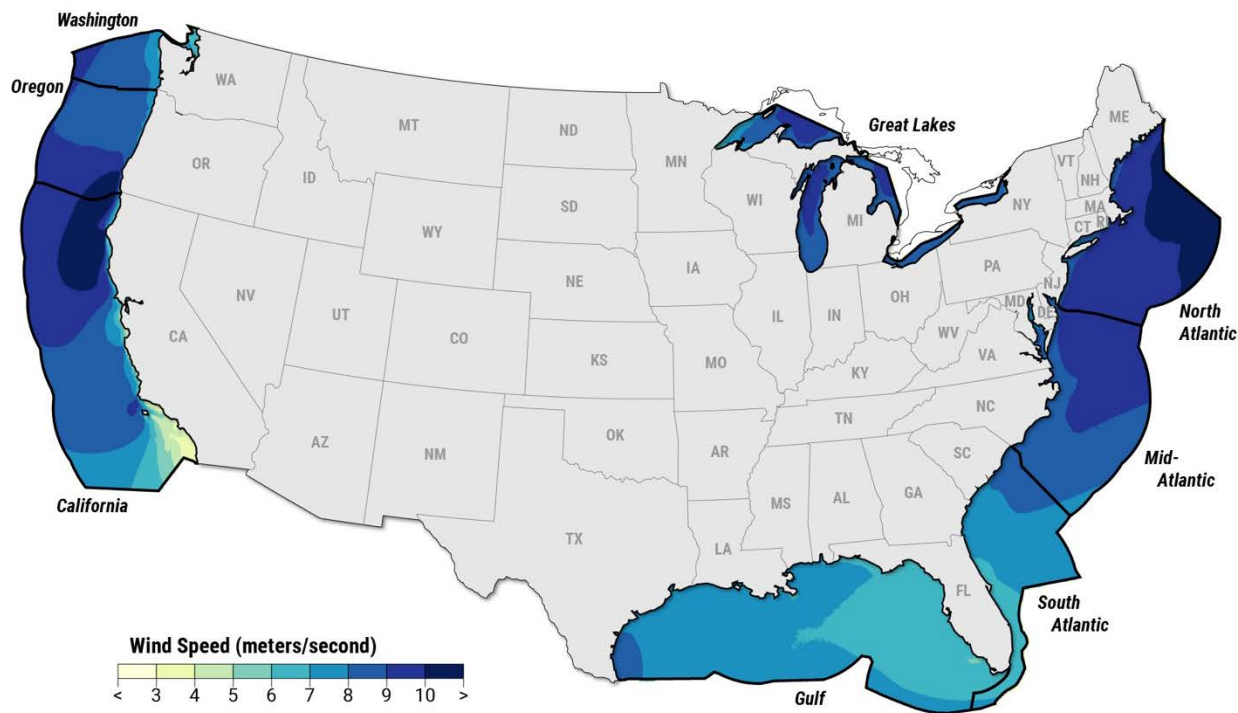 Washington
Oregon
WA
MT
ND
MN
Great Lakes
ME
VT
NH
OR
ID
WY
SD
WI
MI
NY
MA
CT
RI
NE
IA
PA
NJ
NV
UT
CO
IL
IN
OH
MD
DE
North
Atlantic
CA
KS
MO
WV
VA
KY
AZ
NM
OK
AR
TN
NC
SC
Mid-
Atlantic
California
MS
AL
GA
TX
LA
FL
South
Atlantic
Gulf
Wind Speed (meters/second)
< 3 4 5 6 7 8 9 10 >